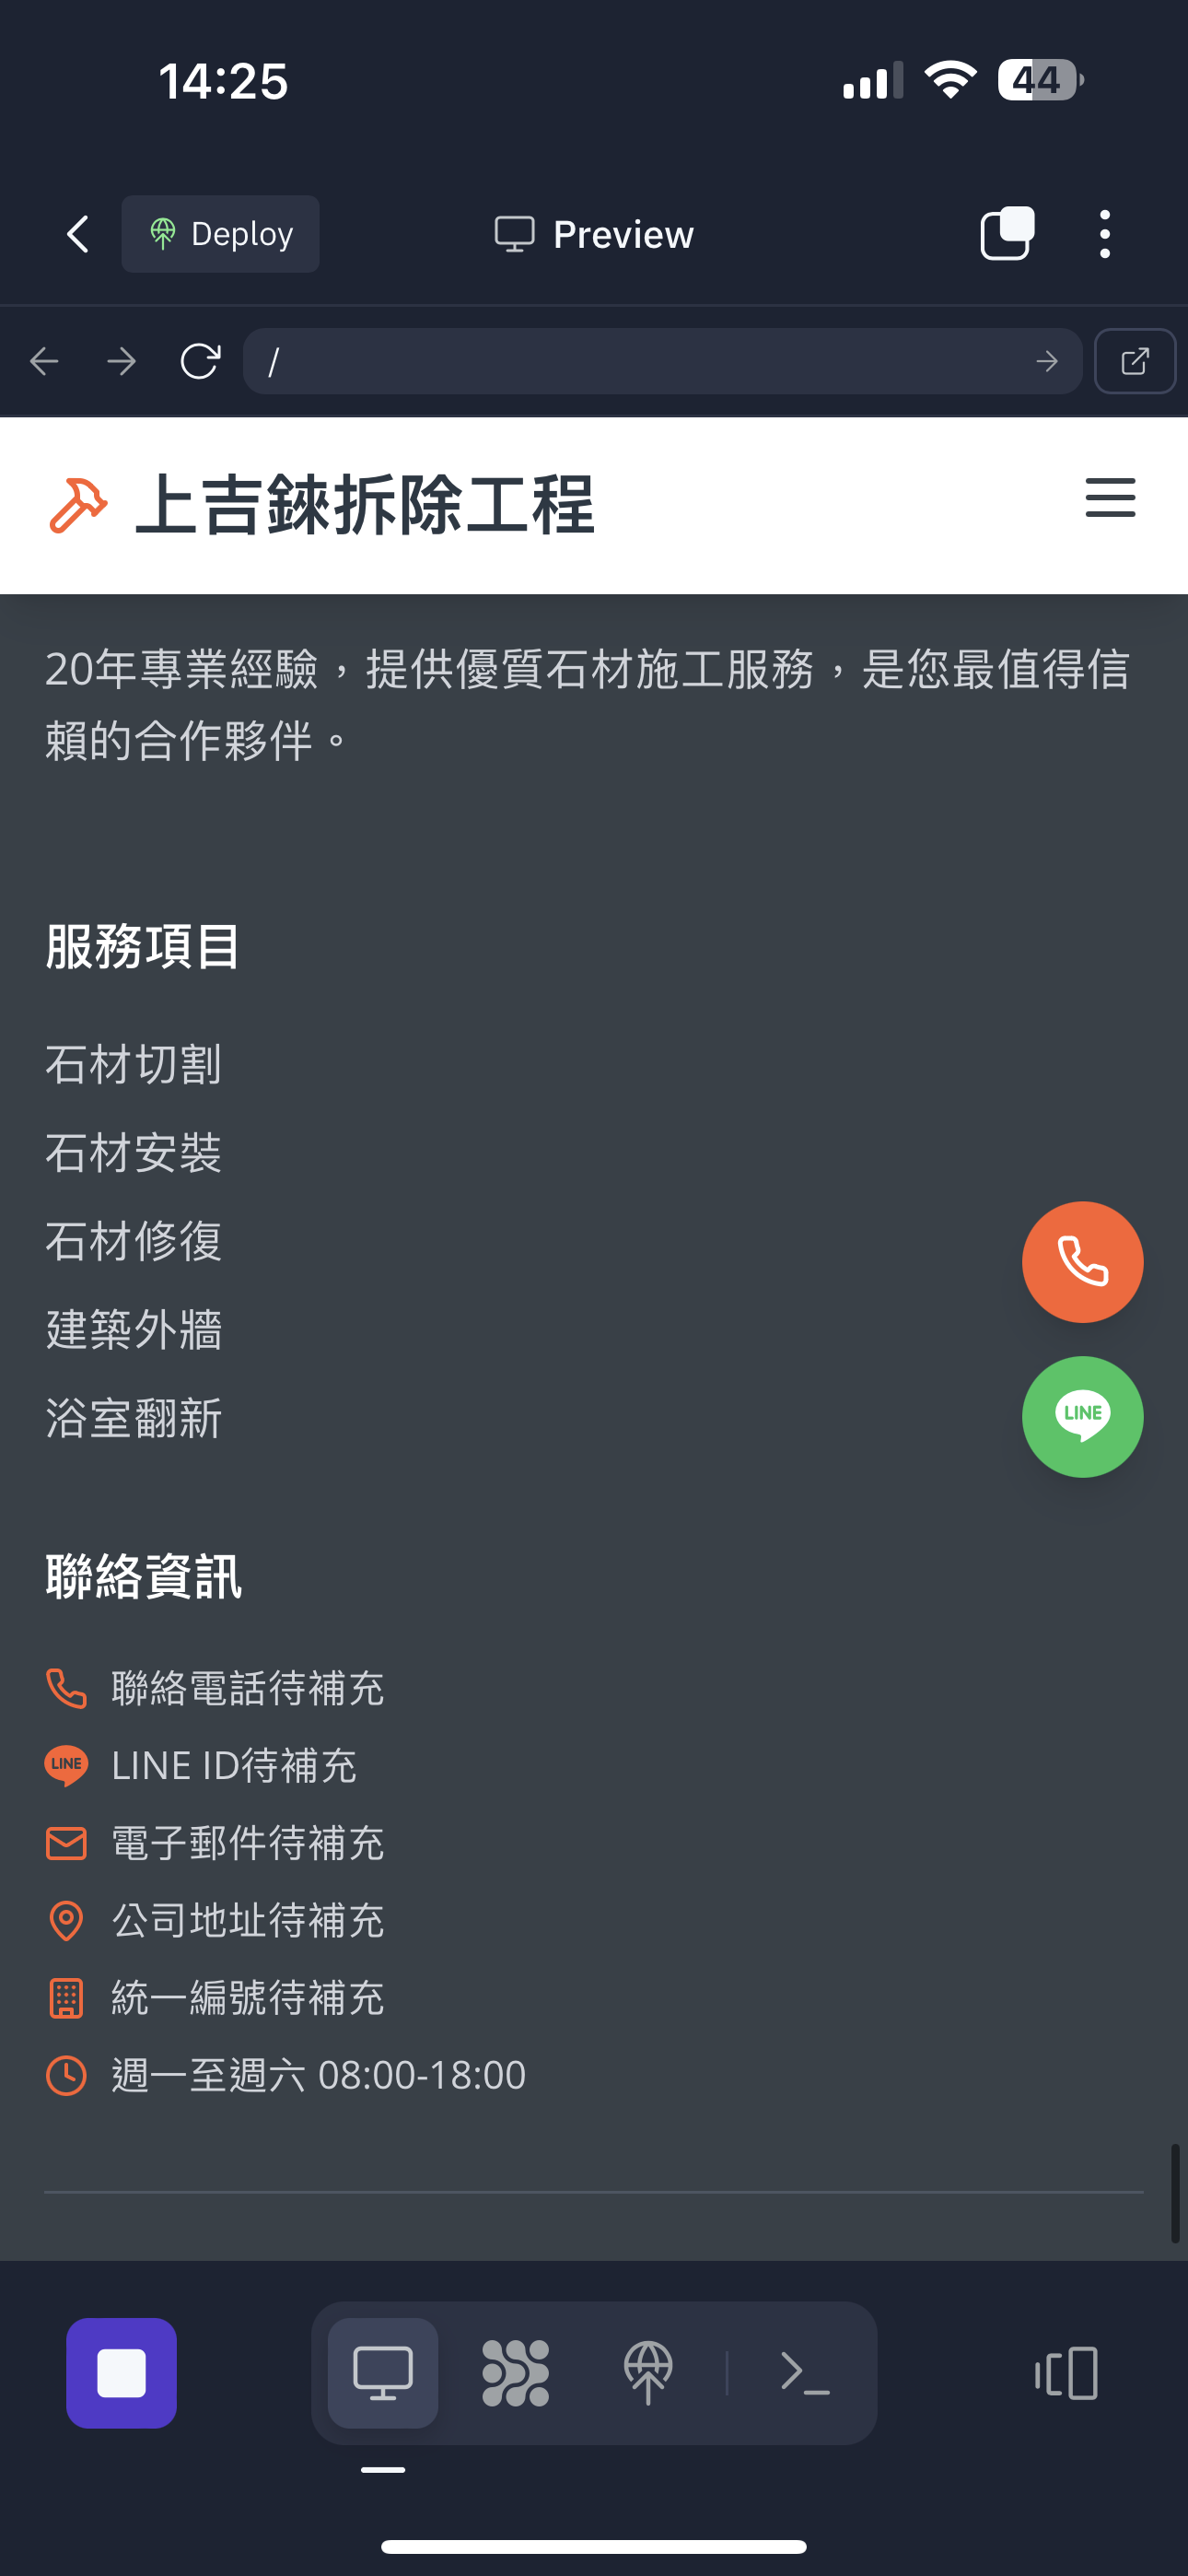 14:25
44
Deploy
Preview
/
上吉錸拆除工程
20年專業經驗，提供優質石材施工服務，是您最值得信
賴的合作夥伴。
服務項目
石材切割
石材安裝
石材修復
建築外牆
浴室翻新
LINE
聯絡資訊
聯絡電話待補充
LINE
LINE ID待補充
電子郵件待補充
公司地址待補充
統一編號待補充
週一至週六 08:00-18:00